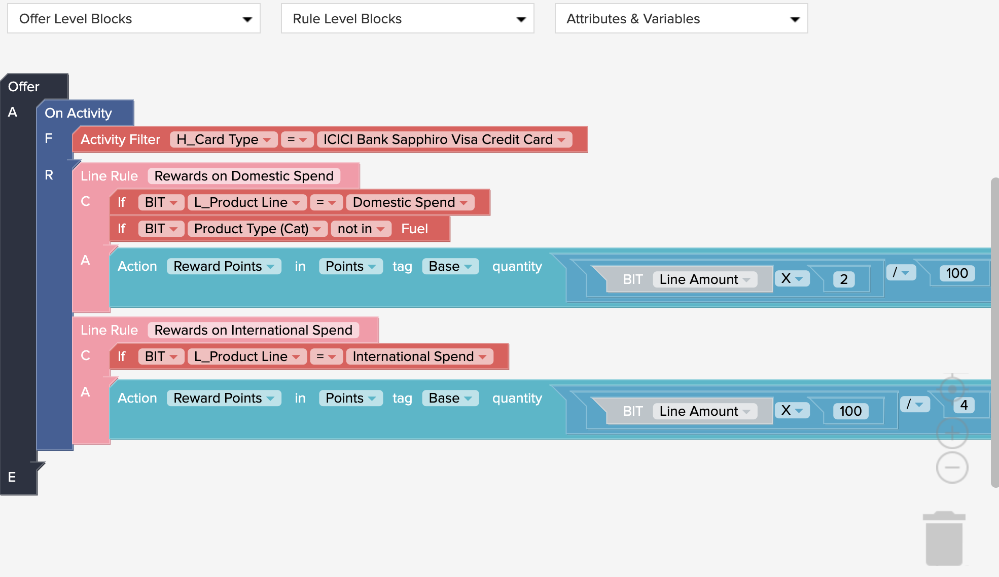 Offer Level Blocks Rule Level Blocks Attributes & Variables
Offer
A On Activity
F Activity Filter H_Card Type = ICICI Bank Sapphiro Visa Credit Card
R Line Rule Rewards on Domestic Spend
C If BIT L_Product Line = Domestic Spend
If BIT Product Type (Cat) not in Fuel
A Action Reward Points in Points tag Base quantity BIT Line Amount X 2 / 100
Line Rule Rewards on International Spend
C If BIT L_Product Line = International Spend
A Action Reward Points in Points tag Base quantity BIT Line Amount X 100 / 4
E